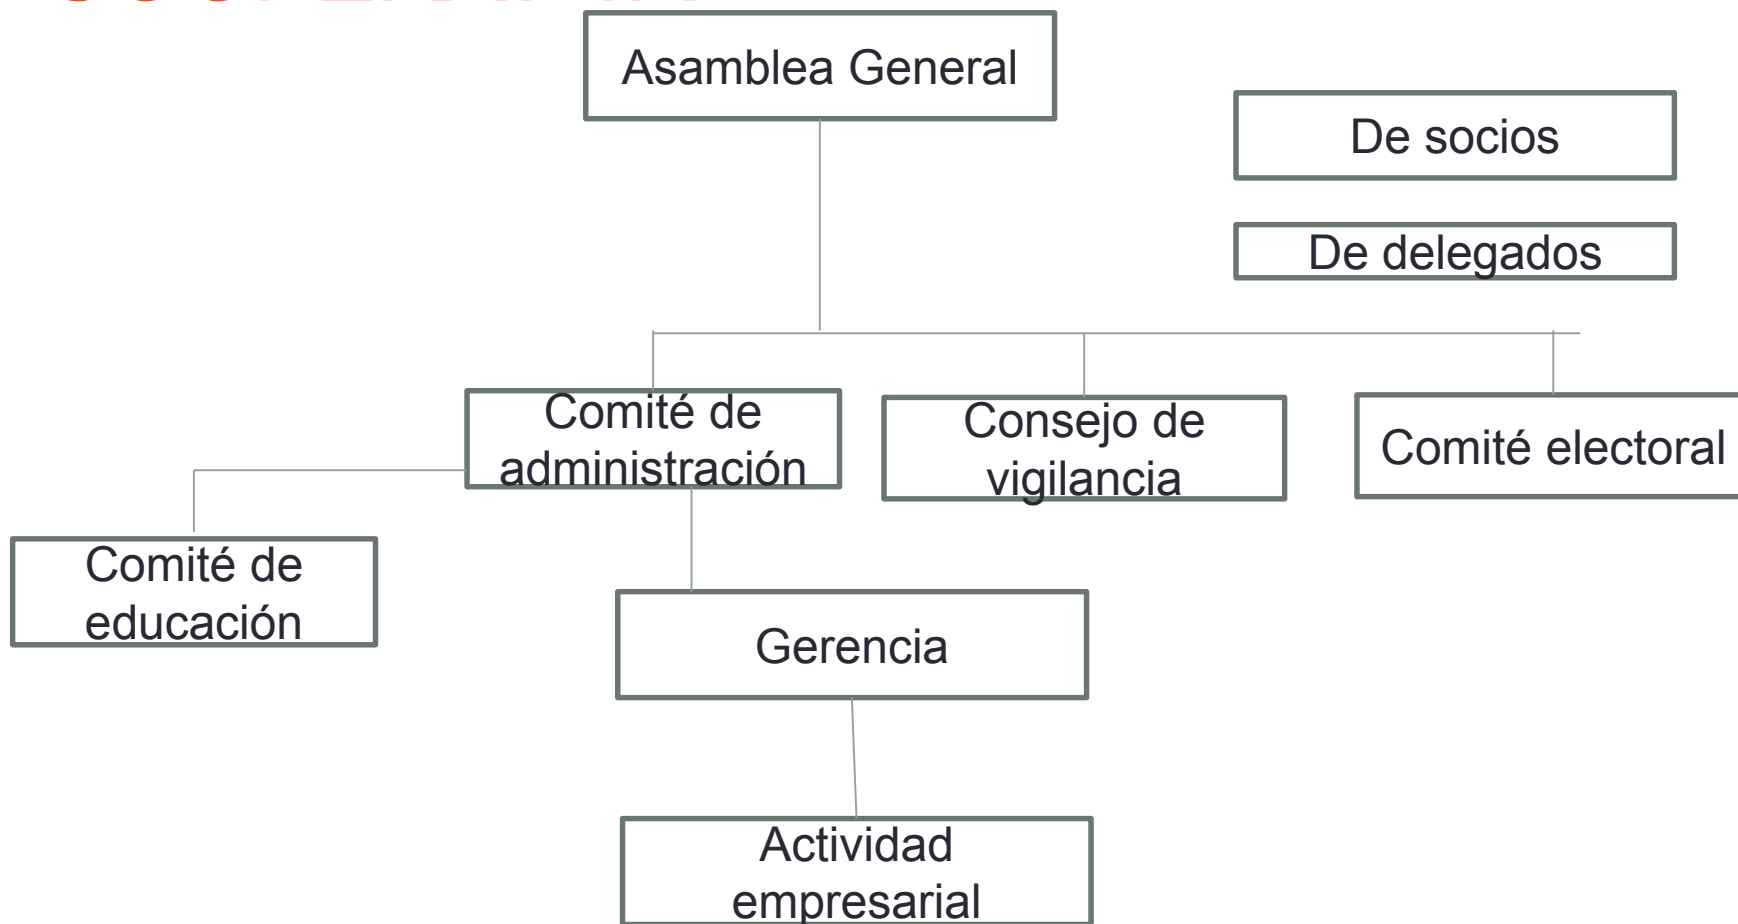 Asamblea General
De socios
De delegados
Comité de
administración
Consejo de
vigilancia
Comité electoral
Comité de
educación
Gerencia
Actividad
empresarial